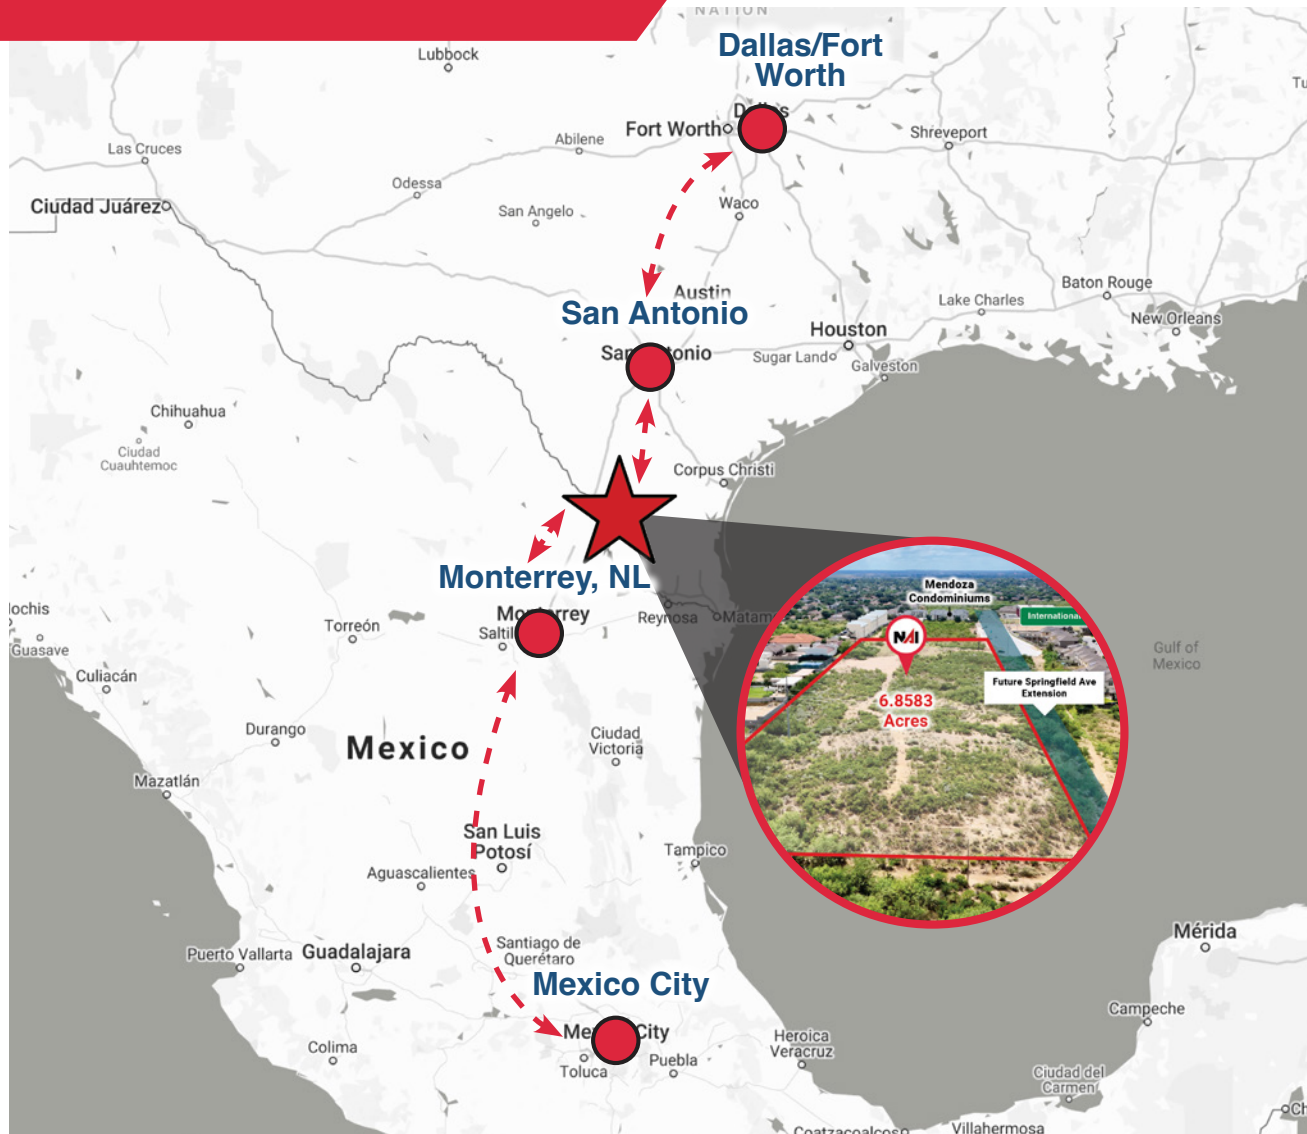 NATION
Dallas/Fort
Worth
Lubbock
Fort Worth
Abilene
Shreveport
Las Cruces
Odessa
Ciudad Juárez
San Angelo
Waco
Austin
San Antonio
Baton Rouge
Lake Charles
New Orleans
Houston
Sugar Land
Galveston
Chihuahua
Ciudad
Cuauhtemoc
Corpus Christi
Monterrey, NL
Reynosa
Torreón
Guasave
Culiacán
Gulf of
Mexico
Mendoza
Condominiums
International
NAI
Future Springfield Ave
Extension
6.8583
Acres
Durango
Mexico
Ciudad
Victoria
Mazatlán
San Luis
Potosí
Tampico
Aguascalientes
Puerto Vallarta
Guadalajara
Santiago de
Querétaro
Mexico City
Mérida
Campeche
Colima
Toluca
Puebla
Heroica
Veracruz
Ciudad del
Carmen
Coatzacoalcos
Villahermosa